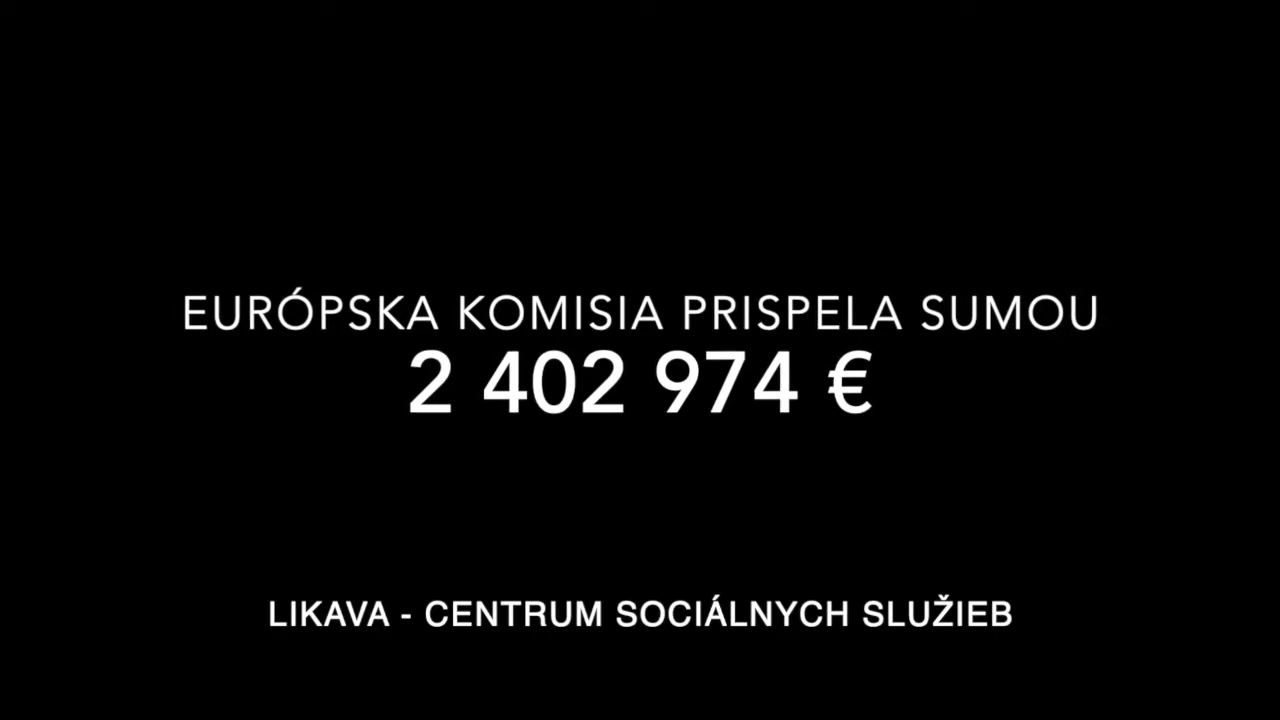 EURÓPSKA KOMISIA PRISPELA SUMOU
2 402 974 €
LIKAVA - CENTRUM SOCIÁLNYCH SLUŽIEB